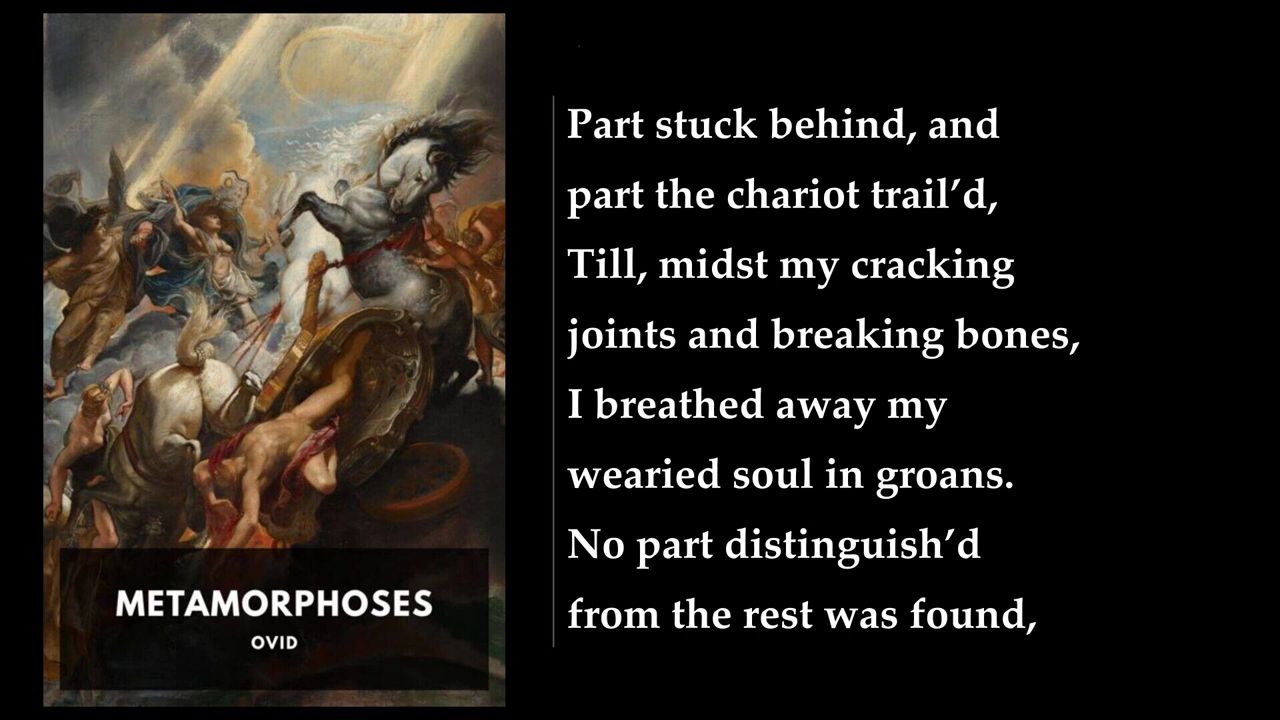 METAMORPHOSES
OVID
Part stuck behind, and
part the chariot trail’d,
Till, midst my cracking
joints and breaking bones,
I breathed away my
wearied soul in groans.
No part distinguish’d
from the rest was found,